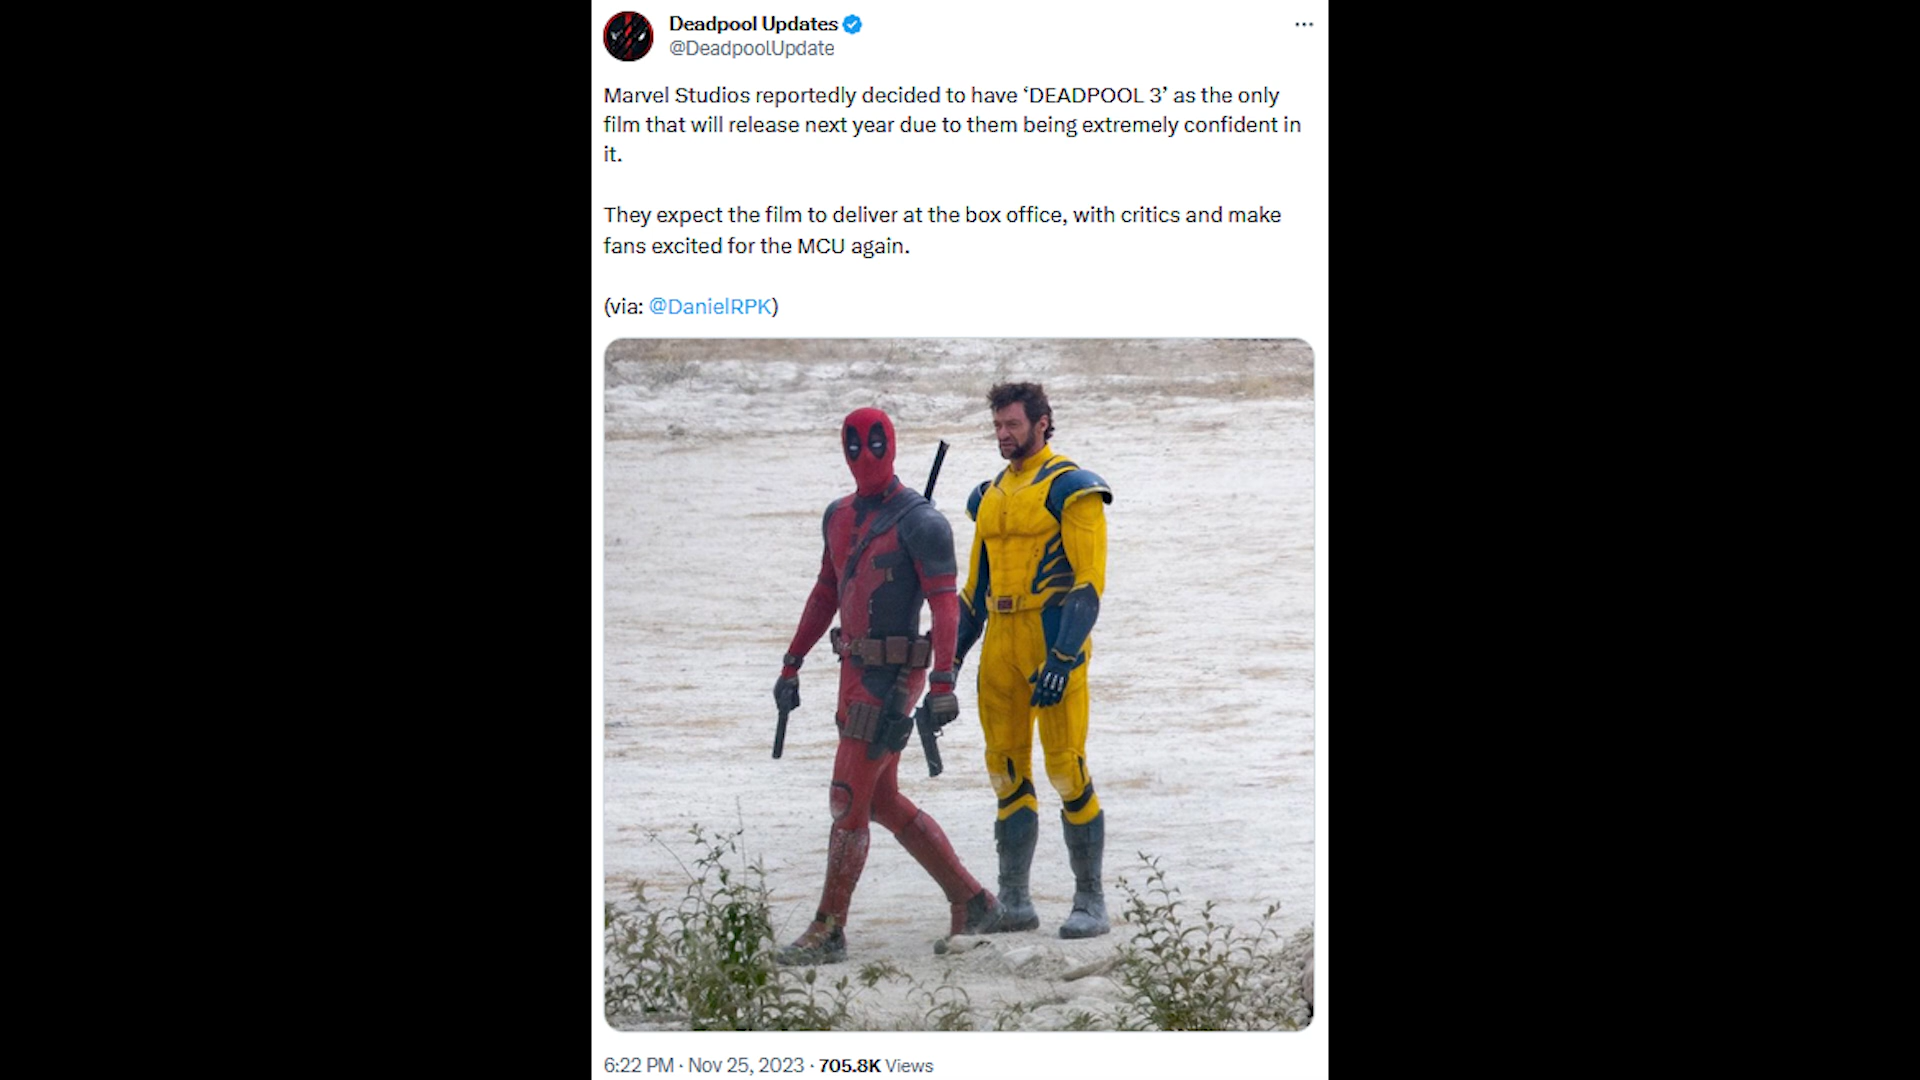 Deadpool Updates
@DeadpoolUpdate
Marvel Studios reportedly decided to have ‘DEADPOOL 3’ as the only
film that will release next year due to them being extremely confident in
it.
They expect the film to deliver at the box office, with critics and make
fans excited for the MCU again.
(via: @DanielRPK)
6:22 PM · Nov 25, 2023 · 705.8K Views